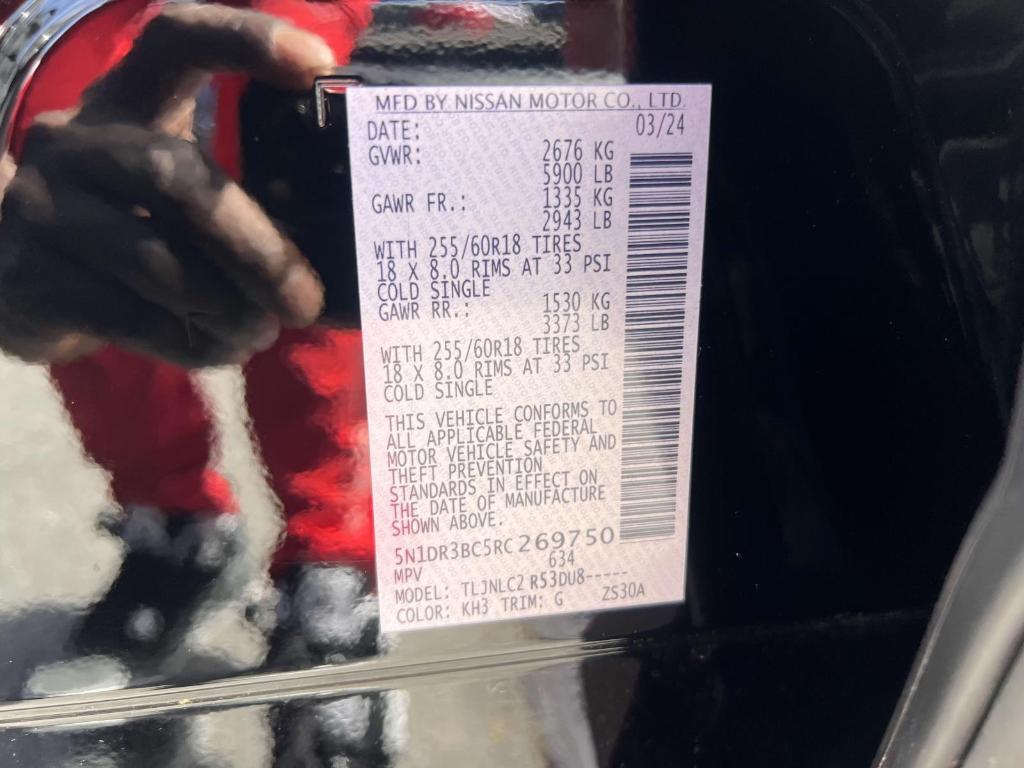 MFD BY NISSAN MOTOR CO., LTD.
DATE: 03/24
GVWR: 2676 KG
5900 LB
GAWR FR.: 1335 KG
2943 LB
WITH 255/60R18 TIRES
18 X 8.0 RIMS AT 33 PSI
COLD SINGLE
GAWR RR.: 1530 KG
3373 LB
WITH 255/60R18 TIRES
18 X 8.0 RIMS AT 33 PSI
COLD SINGLE
THIS VEHICLE CONFORMS TO
ALL APPLICABLE FEDERAL
MOTOR VEHICLE SAFETY AND
THEFT PREVENTION
STANDARDS IN EFFECT ON
THE DATE OF MANUFACTURE
SHOWN ABOVE.
5N1DR3BC5RC269750
MPV 634
MODEL: TLJNLC2 R53DU8-----
COLOR: KH3 TRIM: G ZS30A